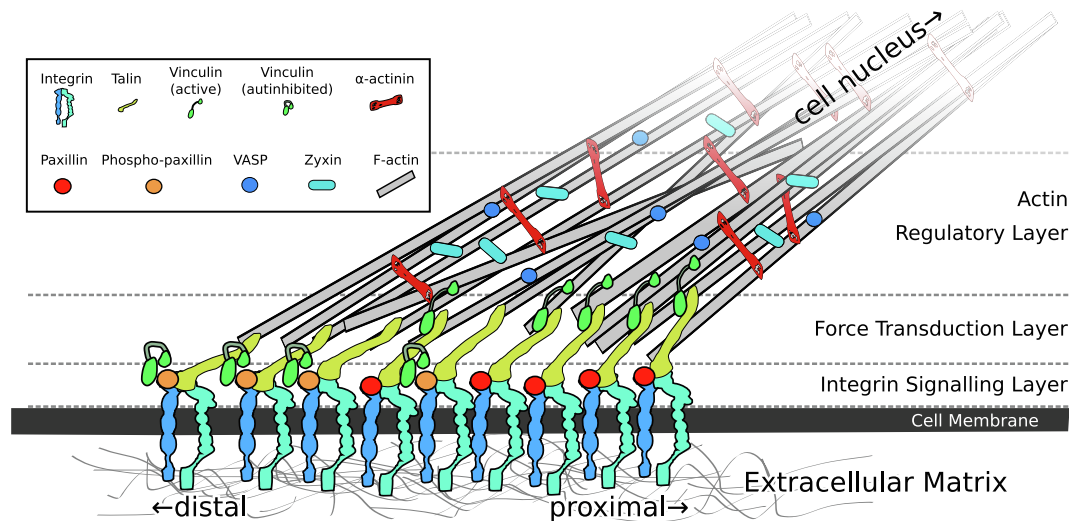 Integrin
Talin
Vinculin
(active)
Vinculin
(autinhibited)
α-actinin
Paxillin
Phospho-paxillin
VASP
Zyxin
F-actin
cell nucleus→
Actin
Regulatory Layer
Force Transduction Layer
Integrin Signalling Layer
Cell Membrane
Extracellular Matrix
←distal
proximal→